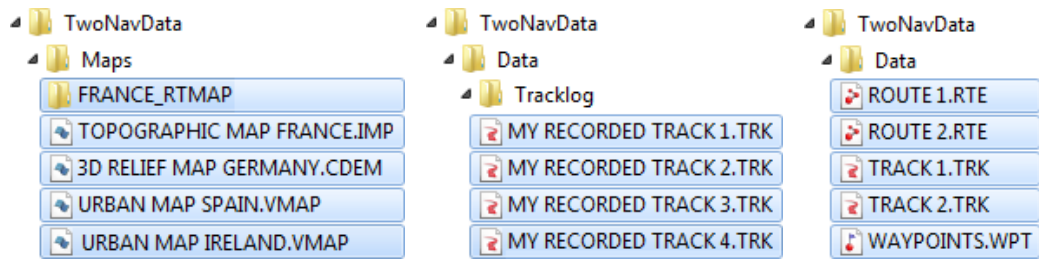 TwoNavData
Maps
FRANCE_RTMAP
TOPOGRAPHIC MAP FRANCE.IMP
3D RELIEF MAP GERMANY.CDEM
URBAN MAP SPAIN.VMAP
URBAN MAP IRELAND.VMAP
TwoNavData
Data
Tracklog
MY RECORDED TRACK 1.TRK
MY RECORDED TRACK 2.TRK
MY RECORDED TRACK 3.TRK
MY RECORDED TRACK 4.TRK
TwoNavData
Data
ROUTE 1.RTE
ROUTE 2.RTE
TRACK 1.TRK
TRACK 2.TRK
WAYPOINTS.WPT